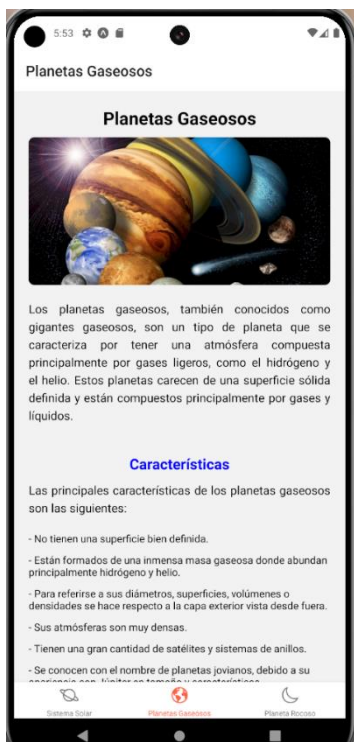 5:53
Planetas Gaseosos
Planetas Gaseosos
Los planetas gaseosos, también conocidos como
gigantes gaseosos, son un tipo de planeta que se
caracteriza por tener una atmósfera compuesta
principalmente por gases ligeros, como el hidrógeno y
el helio. Estos planetas carecen de una superficie sólida
definida y están compuestos principalmente por gases y
líquidos.
Características
Las principales características de los planetas gaseosos
son las siguientes:
- No tienen una superficie bien definida.
- Están formados de una inmensa masa gaseosa donde abundan
principalmente hidrógeno y helio.
- Para referirse a sus diámetros, superficies, volúmenes o
densidades se hace respecto a la capa exterior vista desde fuera.
- Sus atmósferas son muy densas.
- Tienen una gran cantidad de satélites y sistemas de anillos.
- Se conocen con el nombre de planetas jovianos, debido a su
apariencia con Júpiter en tamaño y características.
Sistema Solar
Planetas Gaseosos
Planeta Rocoso